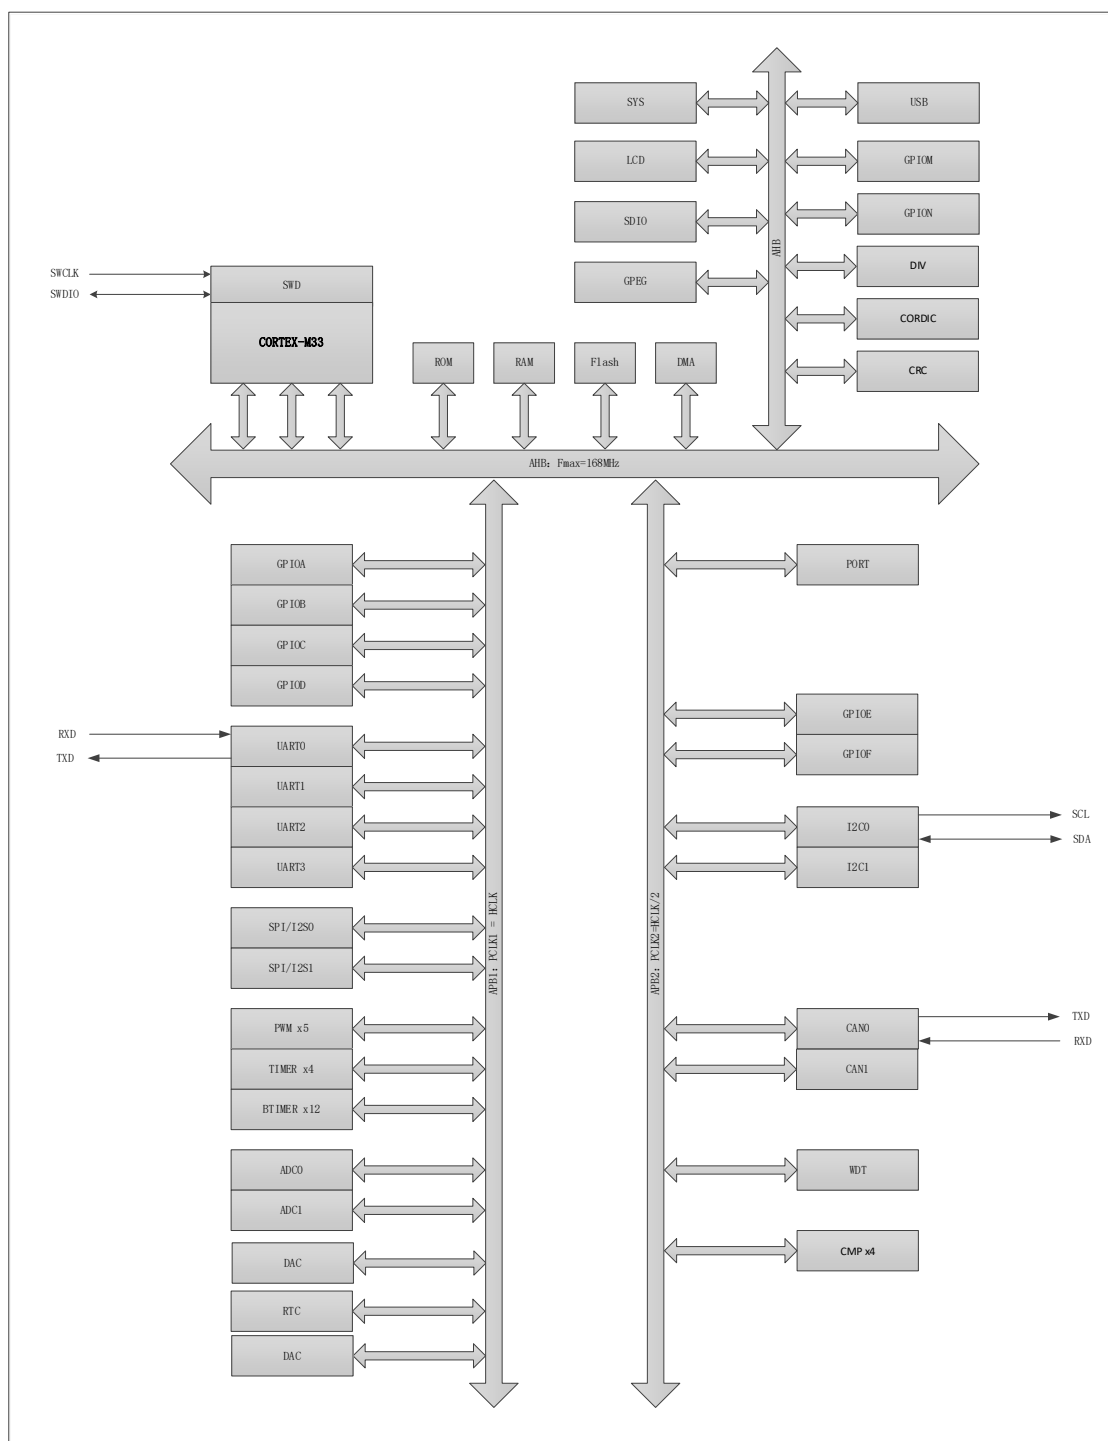 SYS
USB
LCD
GPIOM
SDIO
GPION
AHB
GPEG
DIV
CORDIC
CRC
SWCLK
SWDIO
SWD
CORTEX-M33
ROM
RAM
Flash
DMA
AHB: Fmax=168MHz
GPIOA
GPIOB
GPIOC
GPIOD
RXD
TXD
UART0
UART1
UART2
UART3
SPI/I2S0
SPI/I2S1
PWM x5
TIMER x4
BTIMER x12
ADC0
ADC1
DAC
RTC
DAC
APB1: PCLK1 = HCLK
APB2: PCLK2=HCLK/2
PORT
GPIOE
GPIOF
I2C0
I2C1
SCL
SDA
CAN0
CAN1
TXD
RXD
WDT
CMP x4